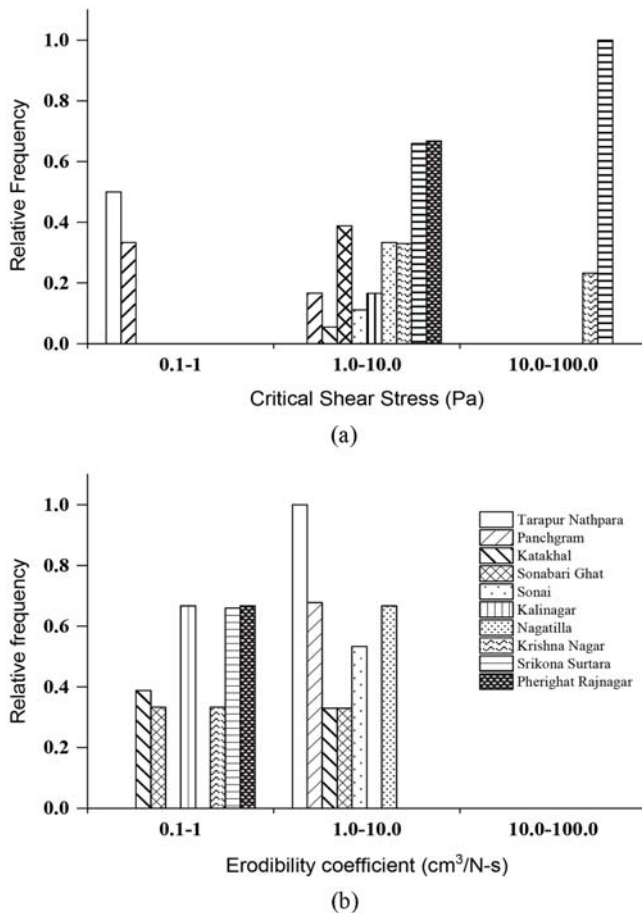 1.0
0.8
0.6
0.4
0.2
0.0
Relative Frequency
0.1-1
1.0-10.0
10.0-100.0
Critical Shear Stress (Pa)
(a)
1.0
0.8
0.6
0.4
0.2
0.0
Relative frequency
Tarapur Nathpara
Panchgram
Katakhal
Sonabari Ghat
Sonai
Kalinagar
Nagatilla
Krishna Nagar
Srikona Surtara
Pherighat Rajnagar
0.1-1
1.0-10.0
10.0-100.0
Erodibility coefficient (cm³/N-s)
(b)